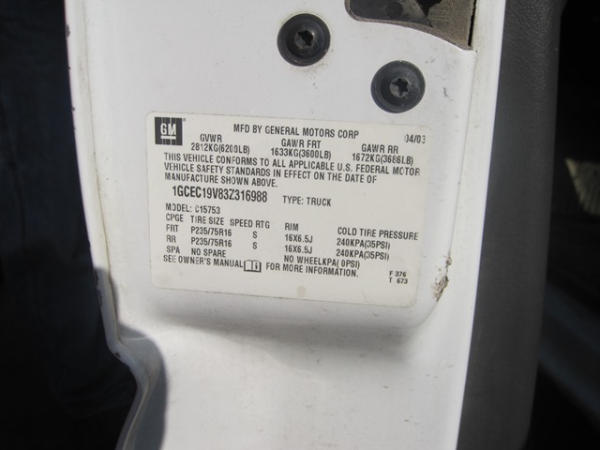 GM
MFD BY GENERAL MOTORS CORP 04/03
GVWR GAWR FRT GAWR RR
2812KG(6200LB) 1633KG(3600LB) 1672KG(3686LB)
THIS VEHICLE CONFORMS TO ALL APPLICABLE U.S. FEDERAL MOTOR
VEHICLE SAFETY STANDARDS IN EFFECT ON THE DATE OF
MANUFACTURE SHOWN ABOVE.
1GCEC19V83Z316988 TYPE: TRUCK
MODEL: C15753
CPGE TIRE SIZE SPEED RTG RIM COLD TIRE PRESSURE
FRT P235/75R16 S 16X6.5J 240KPA(35PSI)
RR P235/75R16 S 16X6.5J 240KPA(35PSI)
SPA NO SPARE NO WHEELKPA( 0PSI)
SEE OWNER'S MANUAL FOR MORE INFORMATION.
F 376
T 673